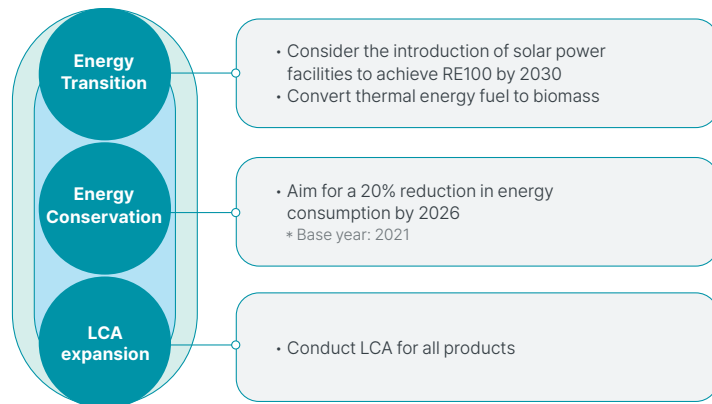 Energy
Transition
• Consider the introduction of solar power
facilities to achieve RE100 by 2030
• Convert thermal energy fuel to biomass
Energy
Conservation
• Aim for a 20% reduction in energy
consumption by 2026
* Base year: 2021
LCA
expansion
• Conduct LCA for all products